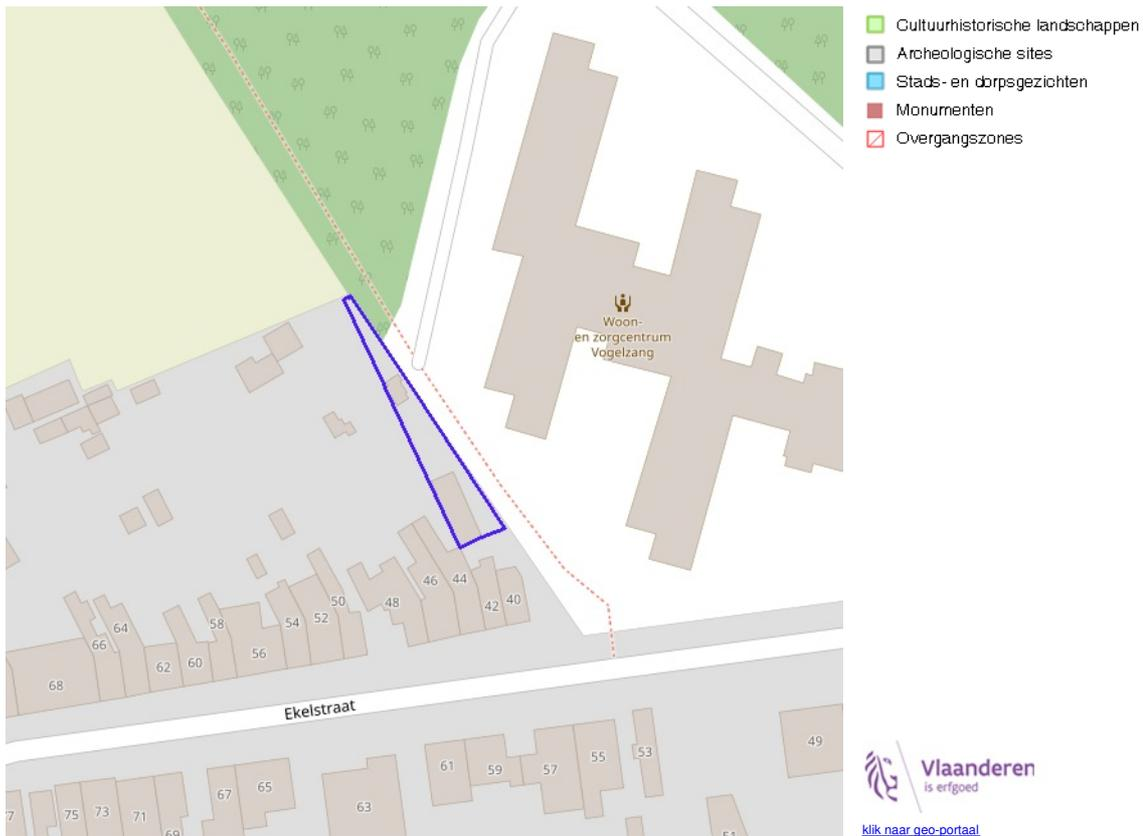 Cultuurhistorische landschappen
Archeologische sites
Stads- en dorpsgezichten
Monumenten
Overgangszones
Woon-
en zorgcentrum
Vogelzang
50
46
44
48
42
40
64
58
54
52
66
62
60
56
68
Ekelstraat
61
59
57
55
53
49
67
65
63
75
73
71
69
Vlaanderen
is erfgoed
klik naar geo-portaal